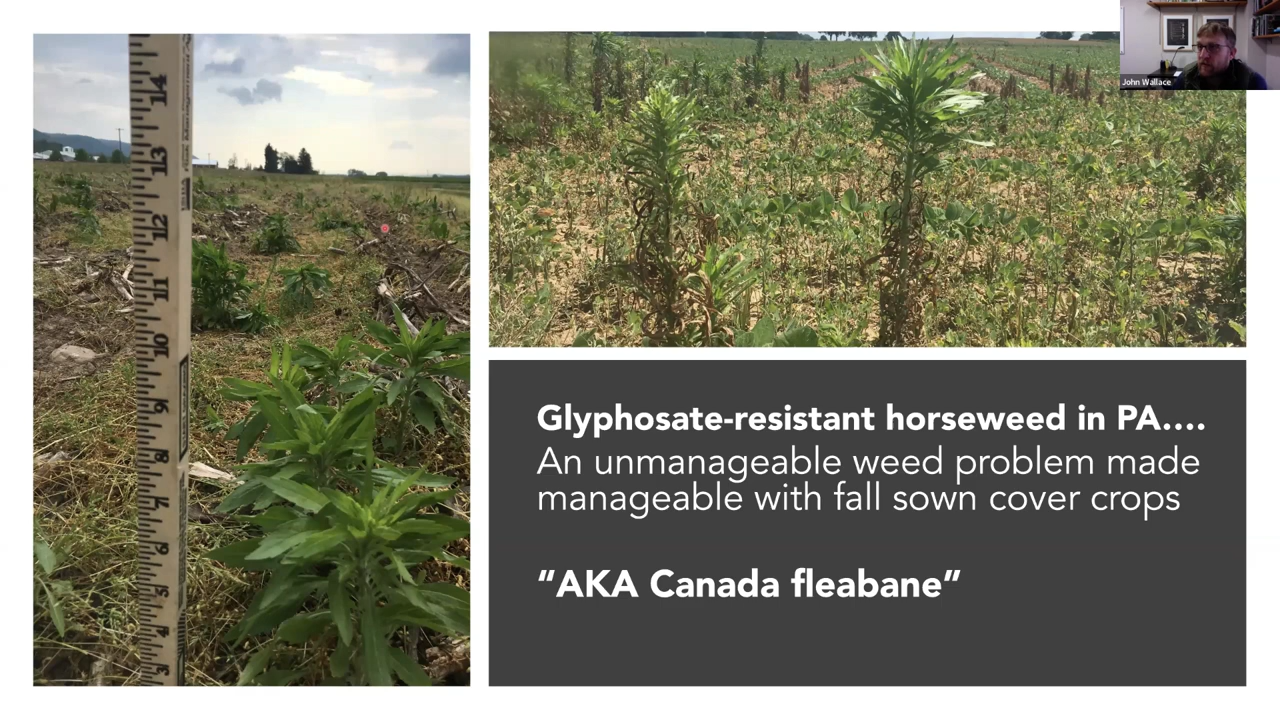 John Wallace
14
13
12
11
10
9
8
7
6
5
4
3
Glyphosate-resistant horseweed in PA....
An unmanageable weed problem made
manageable with fall sown cover crops
“AKA Canada fleabane”